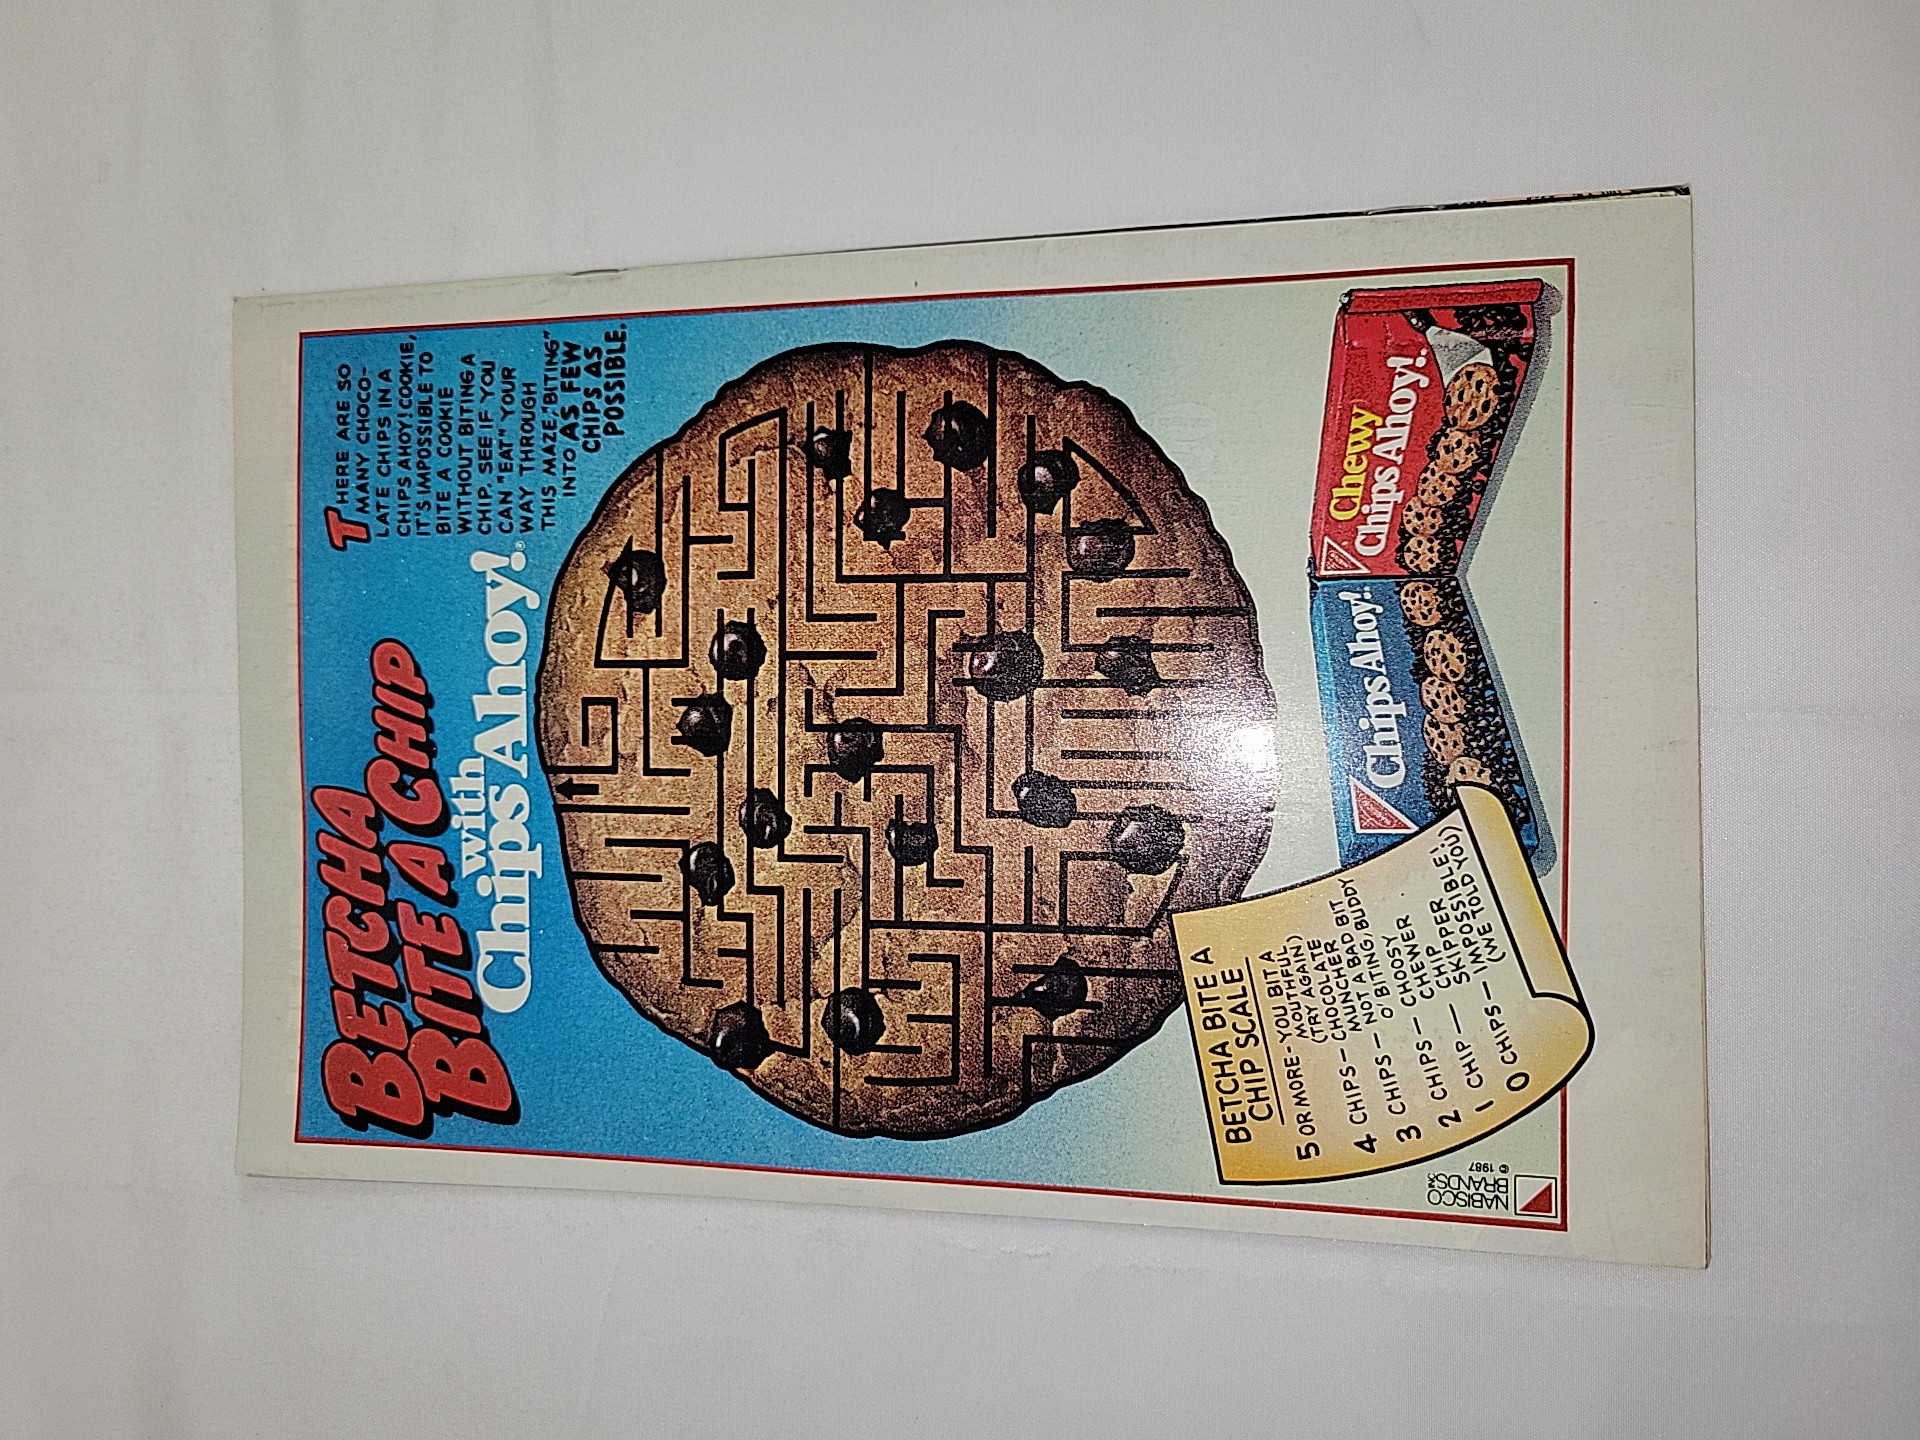 BETCHA
BITE A CHIP
with
Chips Ahoy!®
THERE ARE SO
MANY CHOCO-
LATE CHIPS IN A
CHIPS AHOY! COOKIE,
IT'S IMPOSSIBLE TO
BITE A COOKIE
WITHOUT BITING A
CHIP. SEE IF YOU
CAN "EAT" YOUR
WAY THROUGH
THIS MAZE, "BITING"
INTO AS FEW
CHIPS AS
POSSIBLE.
BETCHA BITE A
CHIP SCALE
5 OR MORE - YOU BIT A
MOUTHFUL
(TRY AGAIN)
4 CHIPS - CHOCOLATE
MUNCHER
3 CHIPS - NOT A BAD BIT
O' BITING BUDDY
2 CHIPS - CHOOSY
CHEWER
1 CHIP - CHIP
SKIPPER
0 CHIPS - IMPOSSIBLE!
(WE TOLD YOU)
Chips Ahoy!
Chewy
Chips Ahoy!
NABISCO
BRANDS INC
© 1987